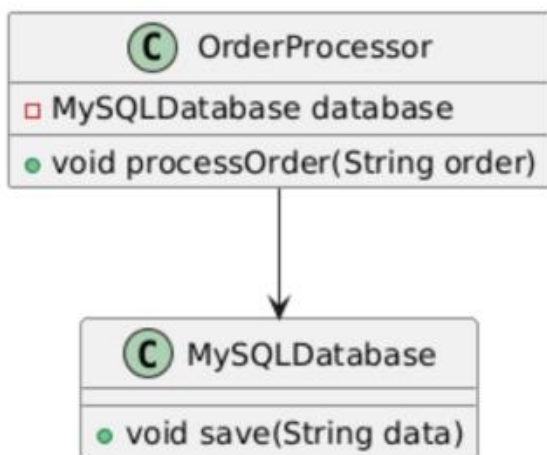 C OrderProcessor
MySQLDatabase database
void processOrder(String order)
C MySQLDatabase
void save(String data)